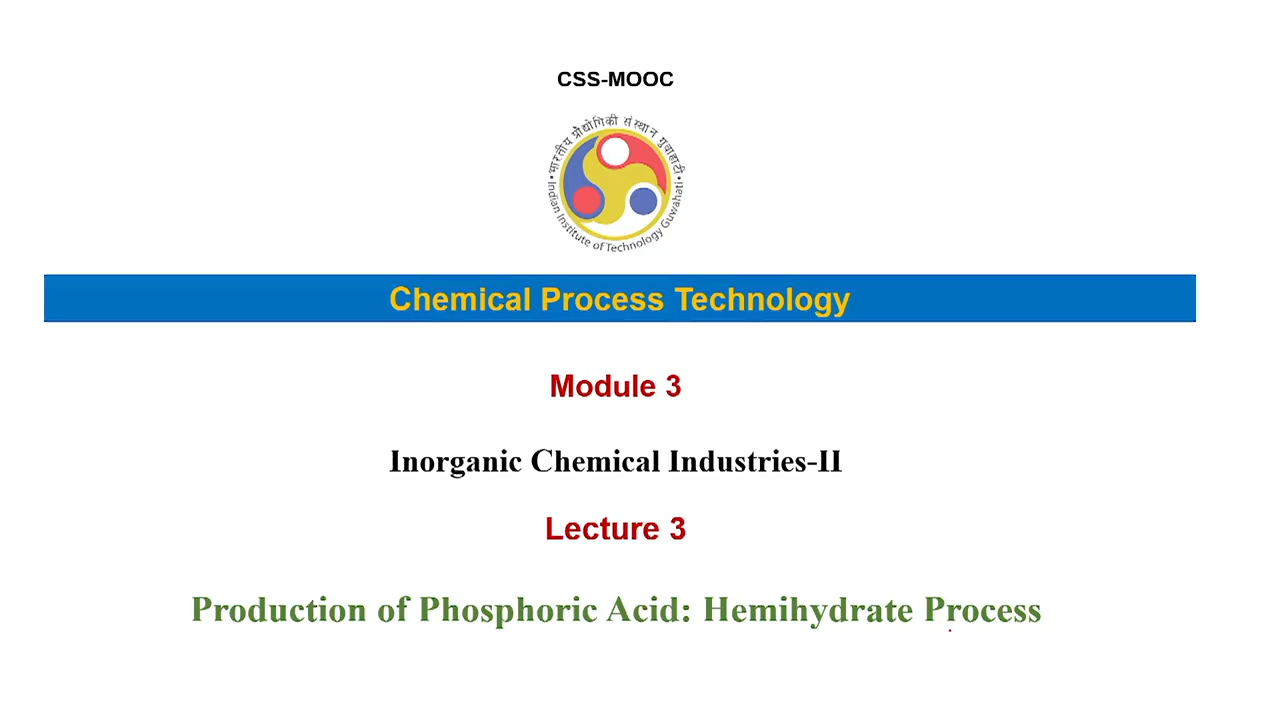 CSS-MOOC
भारतीय प्रौद्योगिकी संस्थान गुवाहाटी
Indian Institute of Technology Guwahati
Chemical Process Technology
Module 3
Inorganic Chemical Industries-II
Lecture 3
Production of Phosphoric Acid: Hemihydrate Process